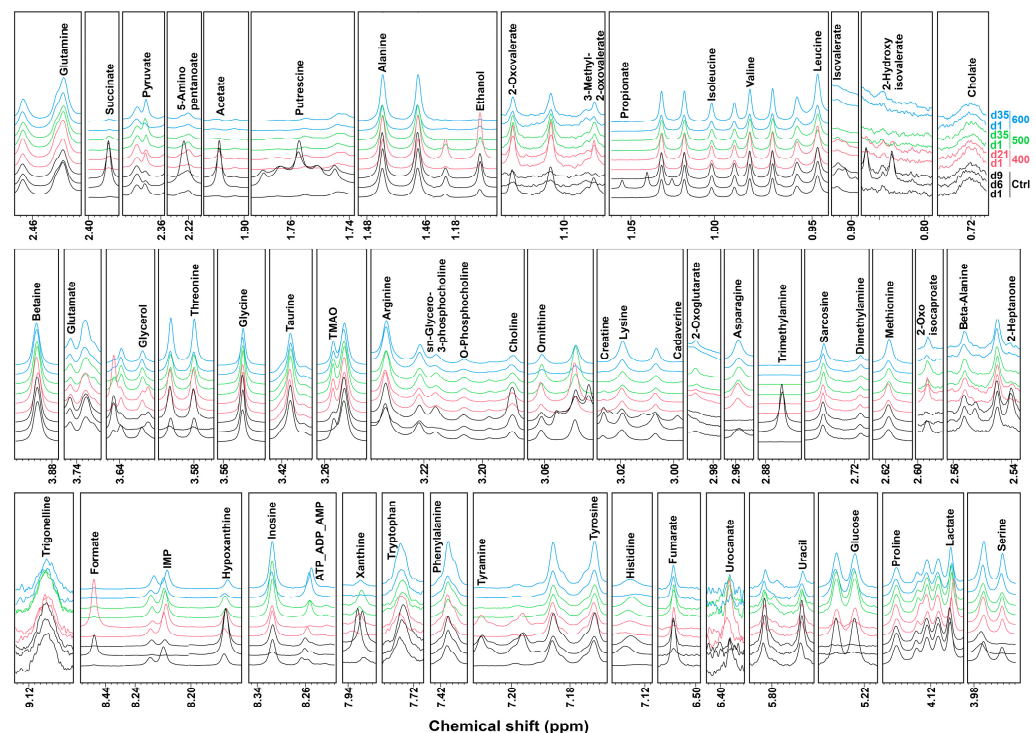 Glutamine
Succinate
Pyruvate
5-Amino
pentanoate
Acetate
Putrescine
Alanine
Ethanol
2-Oxovalerate
3-Methyl-
2-oxovalerate
Propionate
Isoleucine
Valine
Leucine
Isovalerate
2-Hydroxy
isovalerate
Cholate
d35
d1
600
d35
d1
500
d21
d1
400
d9
d6
d1
Ctrl
2.46 2.40 2.36 2.22 1.90 1.76 1.74 1.48 1.46 1.18 1.10 1.05 1.00 0.95 0.90 0.80 0.72
Betaine
Glutamate
Glycerol
Threonine
Glycine
Taurine
TMAO
Arginine
sn-Glycero-
3-phosphocholine
O-Phosphocholine
Choline
Ornithine
Creatine
Lysine
Cadaverine
2-Oxoglutarate
Asparagine
Trimethylamine
Sarcosine
Dimethylamine
Methionine
2-Oxo
isocaproate
Beta-Alanine
2-Heptanone
3.88 3.74 3.64 3.58 3.56 3.42 3.26 3.22 3.20 3.06 3.02 3.00 2.98 2.96 2.88 2.72 2.62 2.60 2.56 2.54
Trigonelline
Formate
IMP
Hypoxanthine
Inosine
ATP_ADP_AMP
Xanthine
Tryptophan
Phenylalanine
Tyramine
Tyrosine
Histidine
Fumarate
Urocanate
Uracil
Glucose
Proline
Lactate
Serine
9.12 8.44 8.24 8.20 8.34 8.26 7.94 7.72 7.42 7.20 7.18 7.12 6.50 6.40 5.80 5.22 4.12 3.98
Chemical shift (ppm)